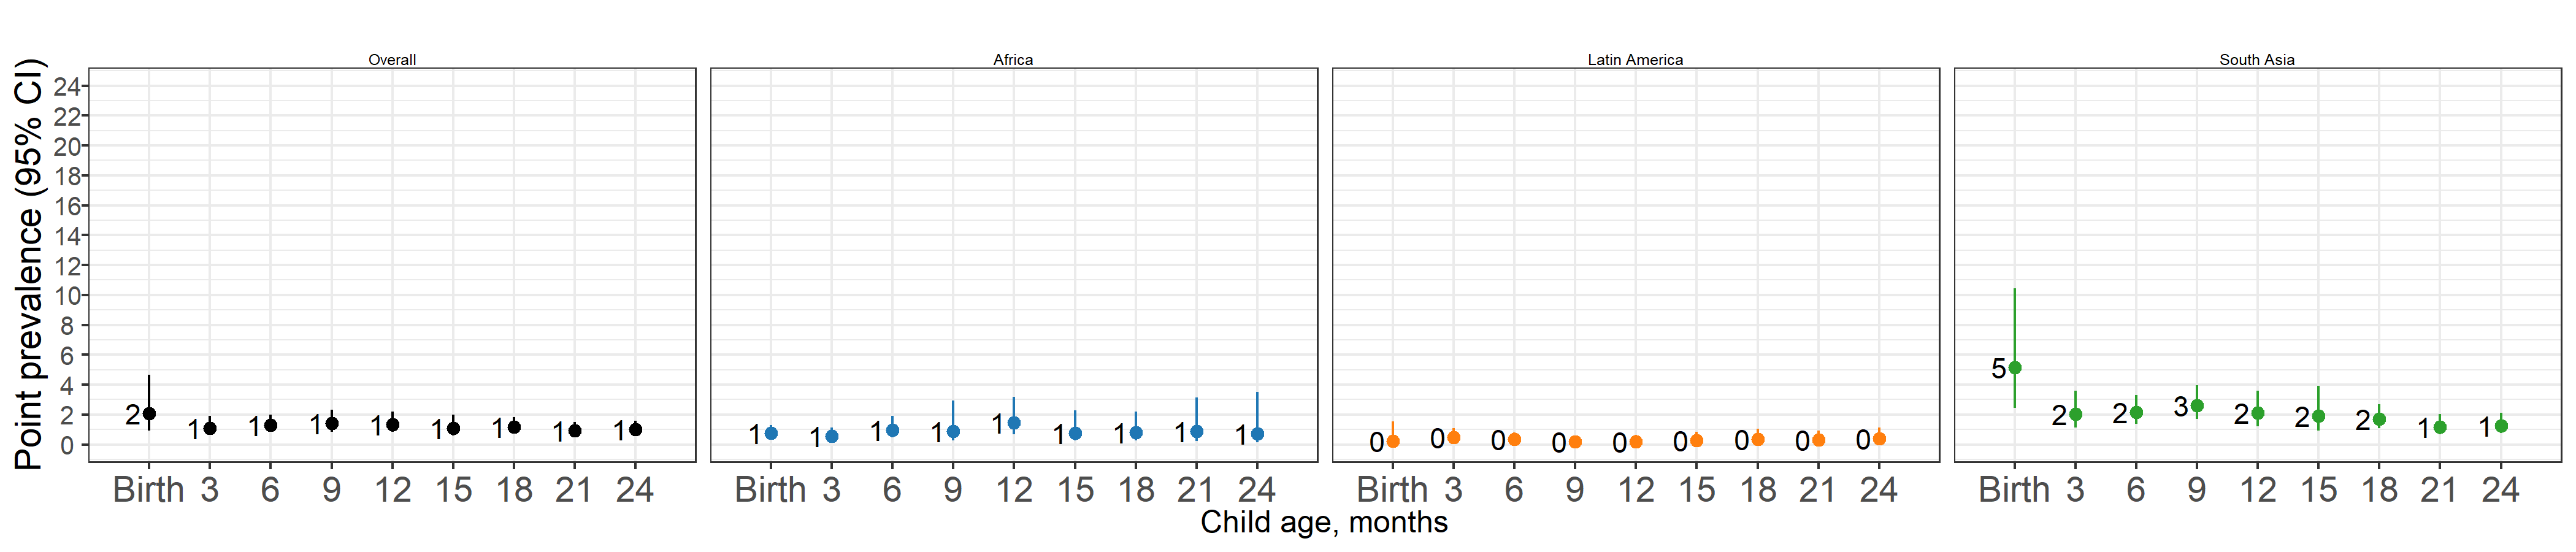 Overall Africa Latin America South Asia
Point prevalence (95% CI)
24
22
20
18
16
14
12
10
8
6
4
2
0
2 1 1 1 1 1 1 1 1
1 1 1 1 1 1 1 1 1
0 0 0 0 0 0 0 0 0
5 2 2 3 2 2 2 1 1
Birth 3 6 9 12 15 18 21 24 Birth 3 6 9 12 15 18 21 24 Birth 3 6 9 12 15 18 21 24 Birth 3 6 9 12 15 18 21 24
Child age, months